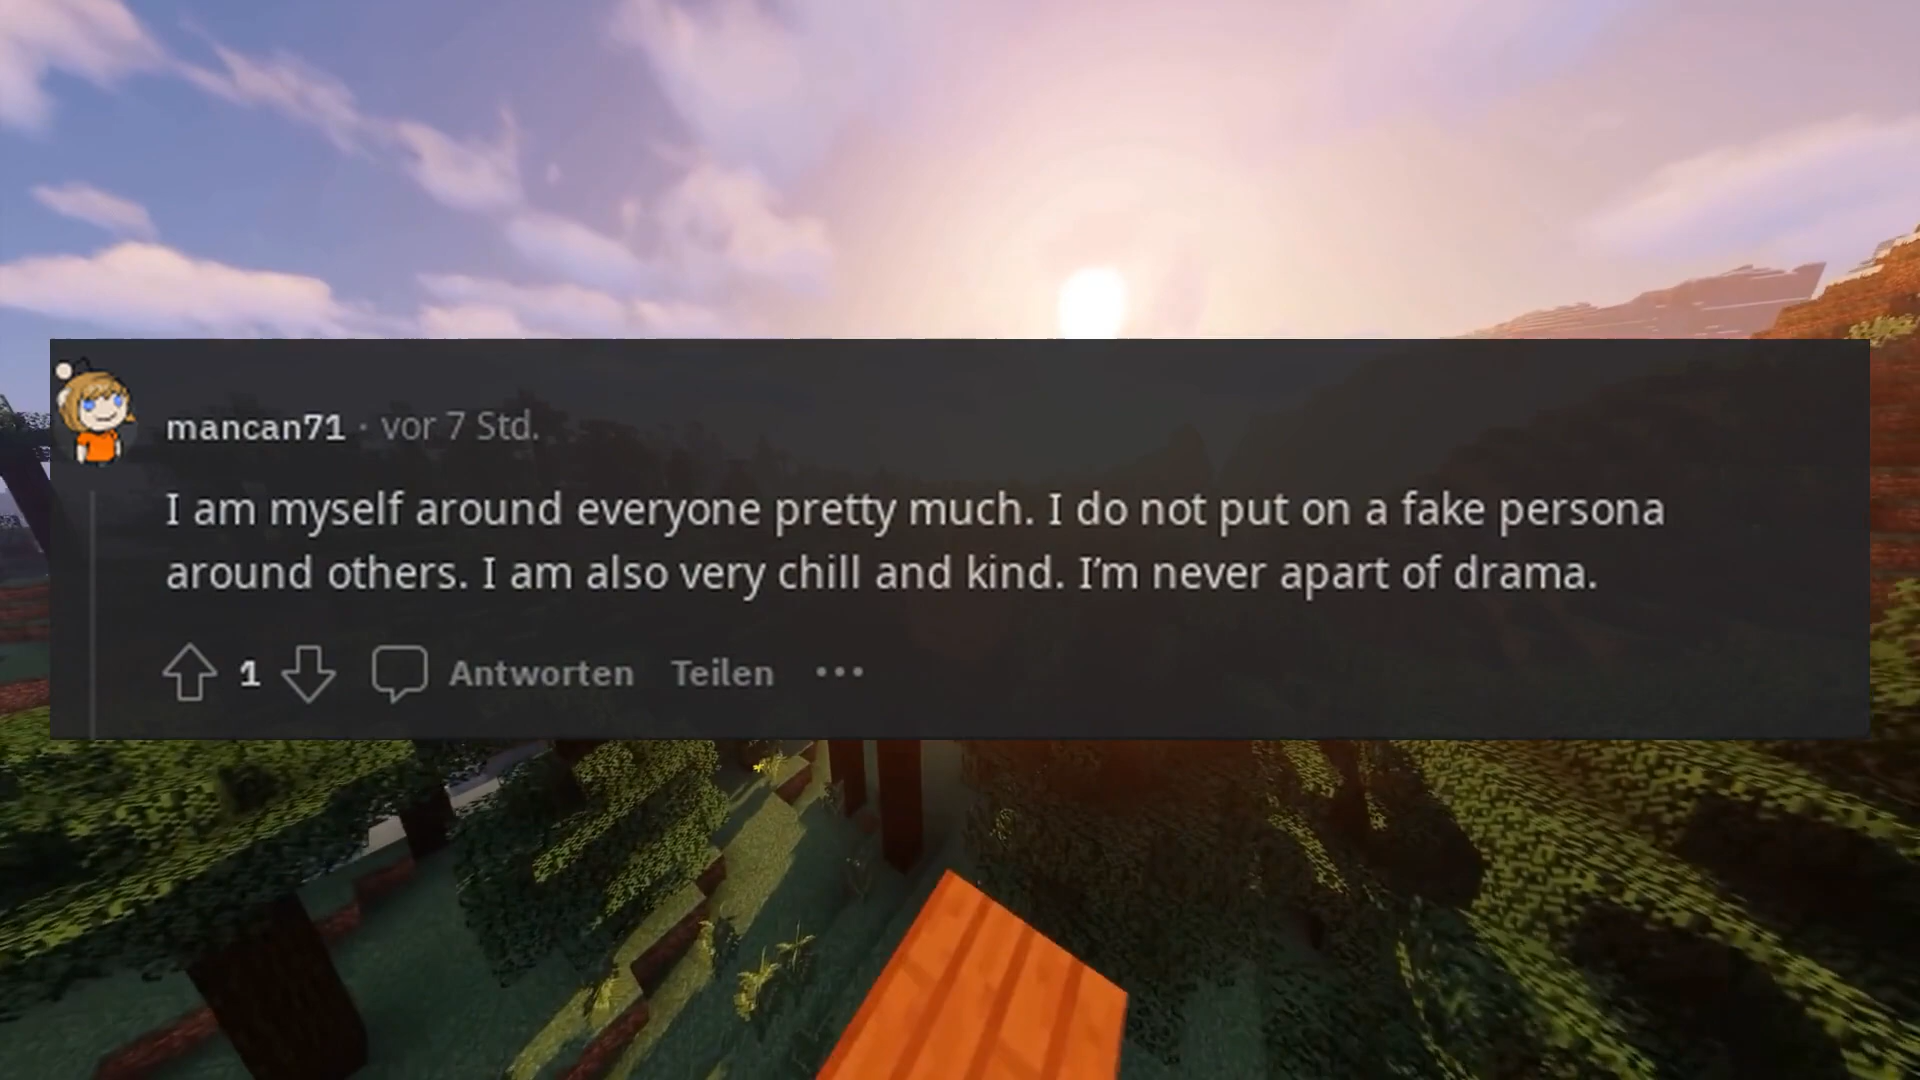 mancan71 · vor 7 Std.
I am myself around everyone pretty much. I do not put on a fake persona
around others. I am also very chill and kind. I’m never apart of drama.
1 Antworten Teilen •••